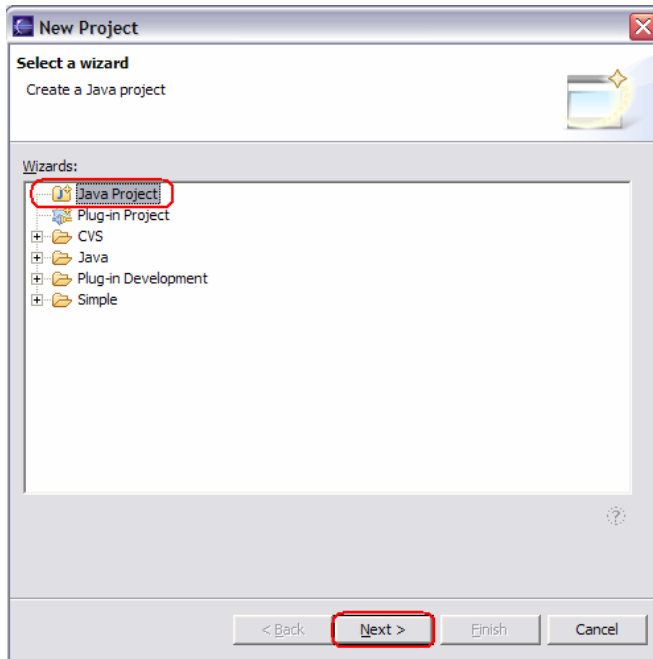 New Project
Select a wizard
Create a Java project
Wizards:
Java Project
Plug-in Project
CVS
Java
Plug-in Development
Simple
?
< Back Next > Finish Cancel